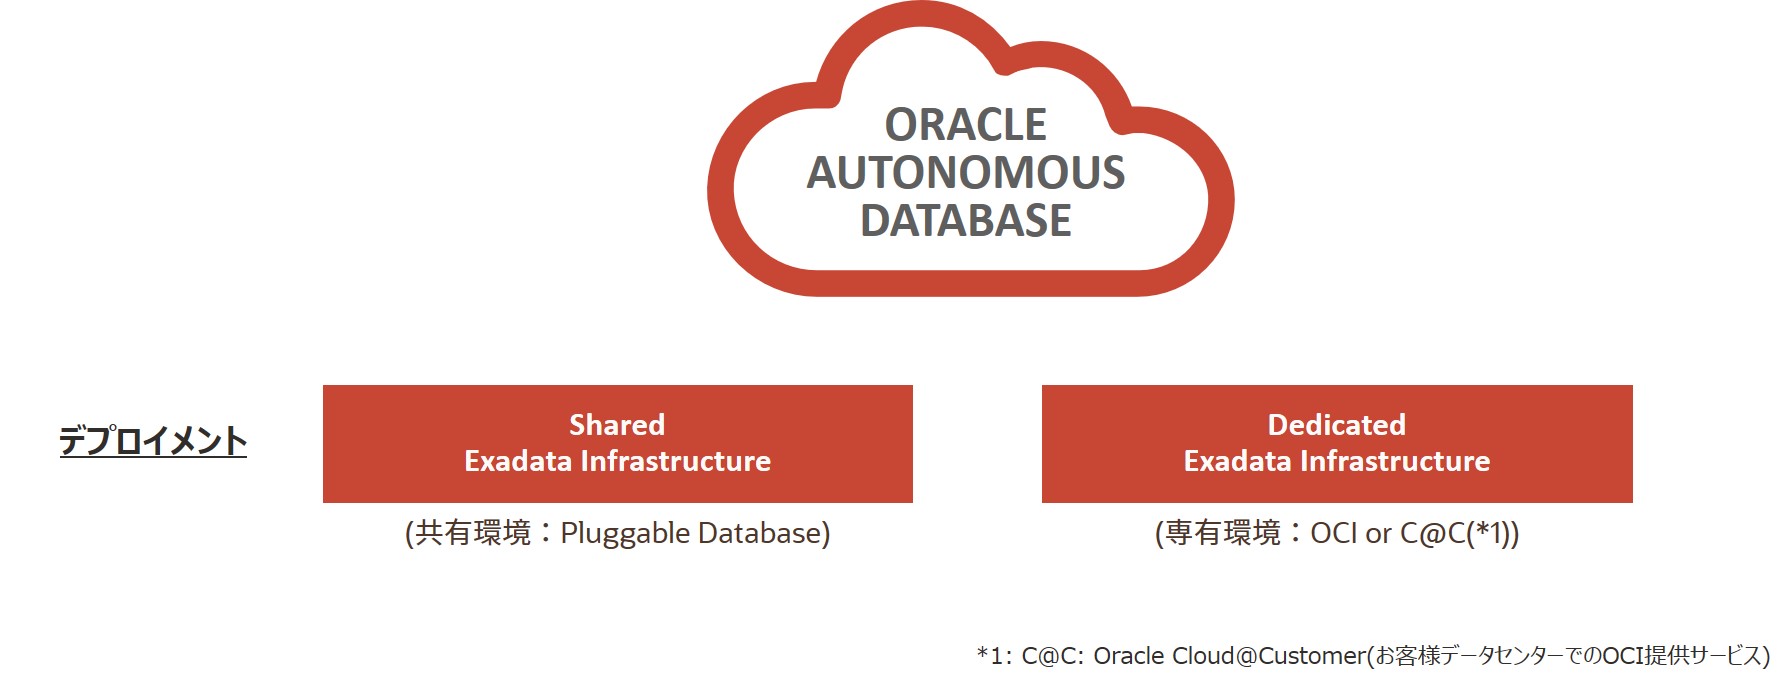 ORACLE
AUTONOMOUS
DATABASE
デプロイメント
Shared
Exadata Infrastructure
Dedicated
Exadata Infrastructure
(共有環境：Pluggable Database)
(専有環境：OCI or C@C(*1))
*1: C@C: Oracle Cloud@Customer(お客様データセンターでのOCI提供サービス)